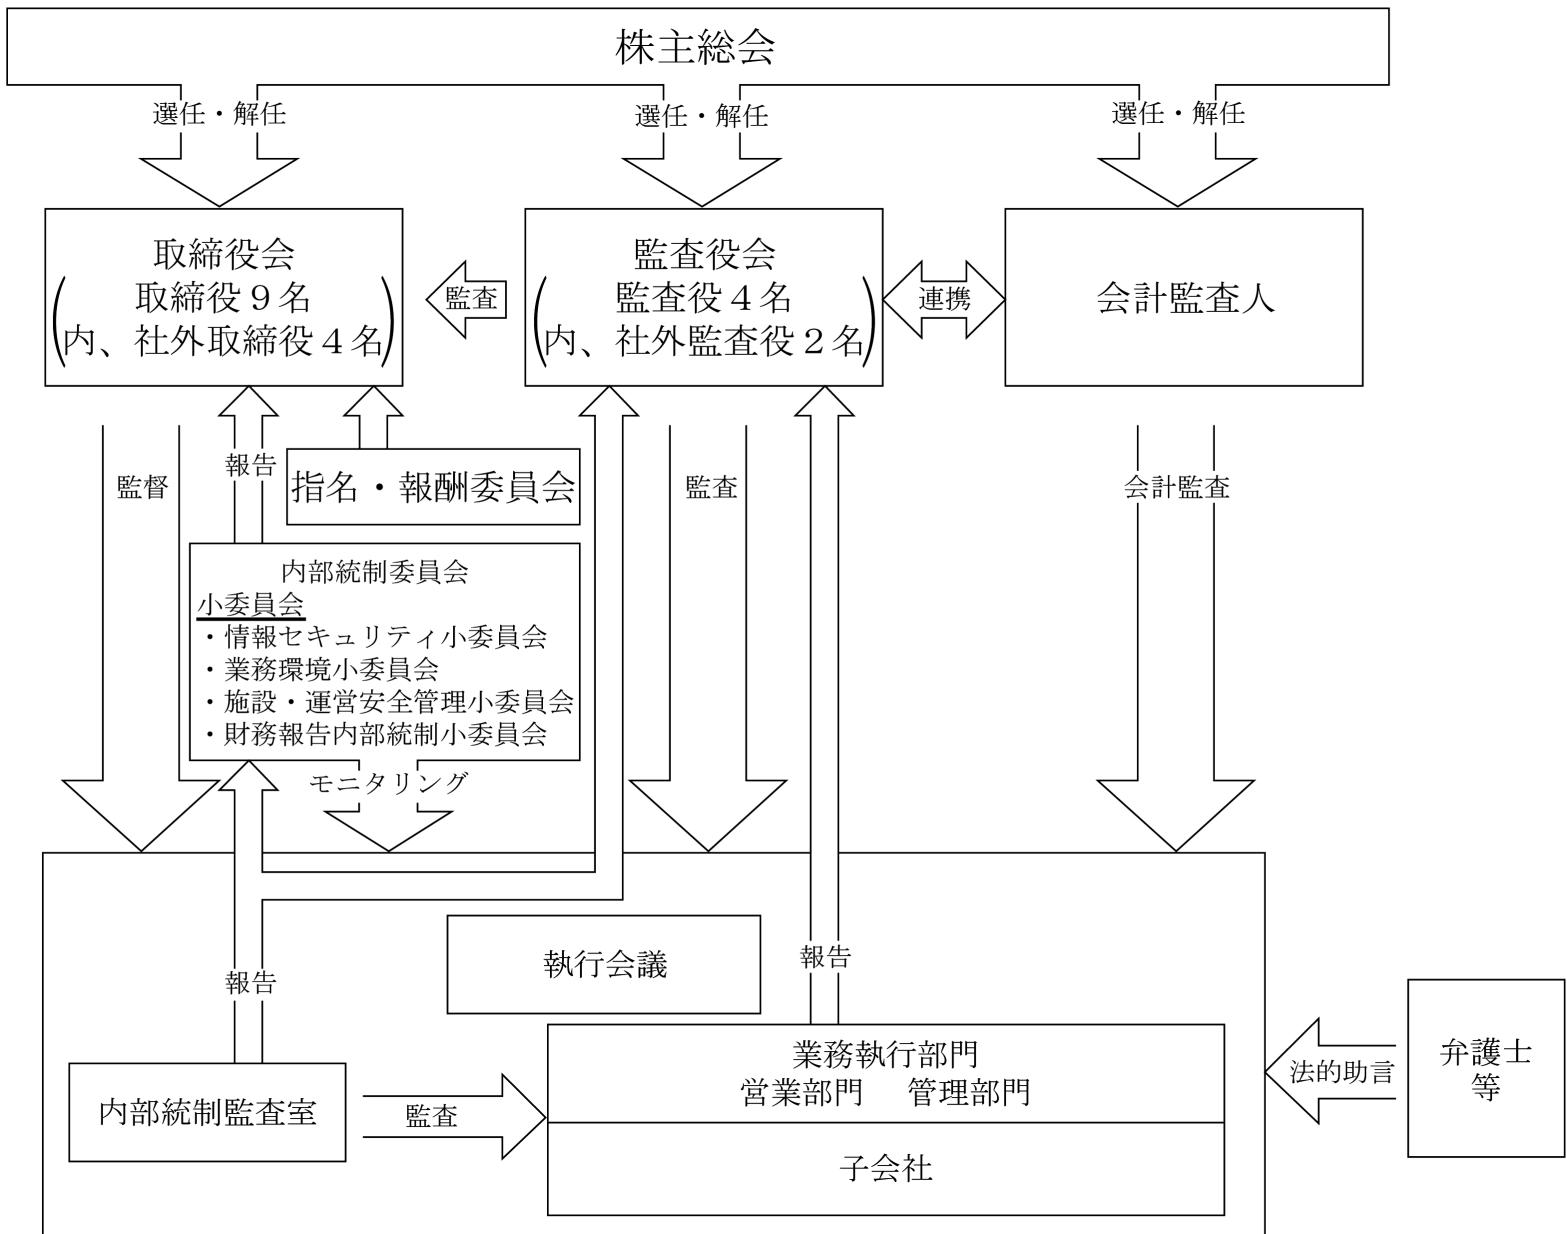 株主総会
選任・解任
選任・解任
選任・解任
取締役会
取締役９名
(内、社外取締役４名)
監査
監査役会
監査役４名
(内、社外監査役２名)
連携
会計監査人
報告
監督
指名・報酬委員会
監査
会計監査
内部統制委員会
小委員会
・情報セキュリティ小委員会
・業務環境小委員会
・施設・運営安全管理小委員会
・財務報告内部統制小委員会
モニタリング
執行会議
報告
報告
業務執行部門
営業部門　管理部門
内部統制監査室
監査
子会社
法的助言
弁護士
等